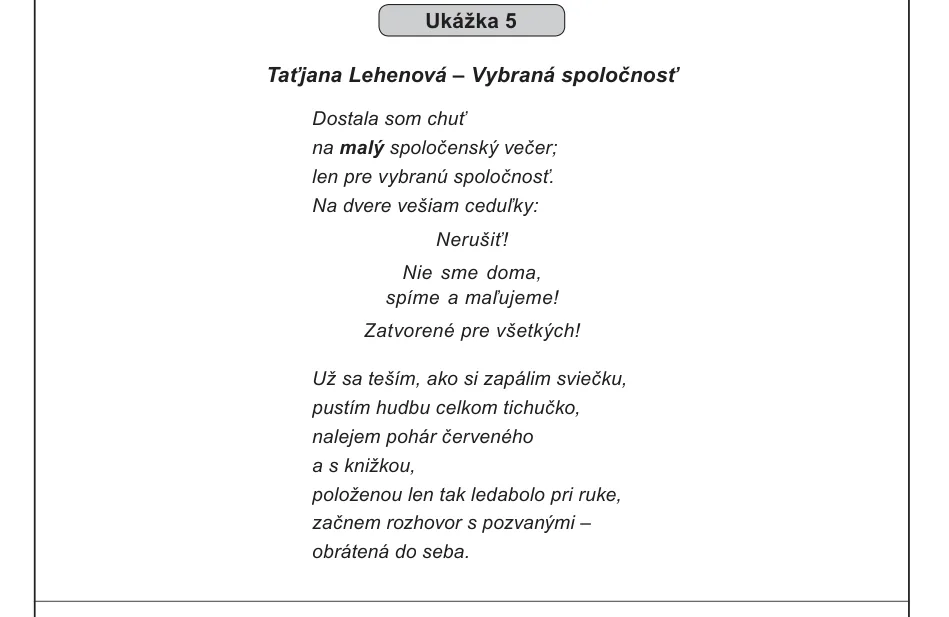 Ukážka 5
Taťjana Lehenová – Vybraná spoločnosť
Dostala som chuť
na malý spoločenský večer;
len pre vybranú spoločnosť.
Na dvere vešiam ceduľky:
Nerušiť!
Nie sme doma,
spíme a maľujeme!
Zatvorené pre všetkých!
Už sa teším, ako si zapálim sviečku,
pustím hudbu celkom tichučko,
nalejem pohár červeného
a s knižkou,
položenou len tak ledabolo pri ruke,
začnem rozhovor s pozvanými –
obrátená do seba.